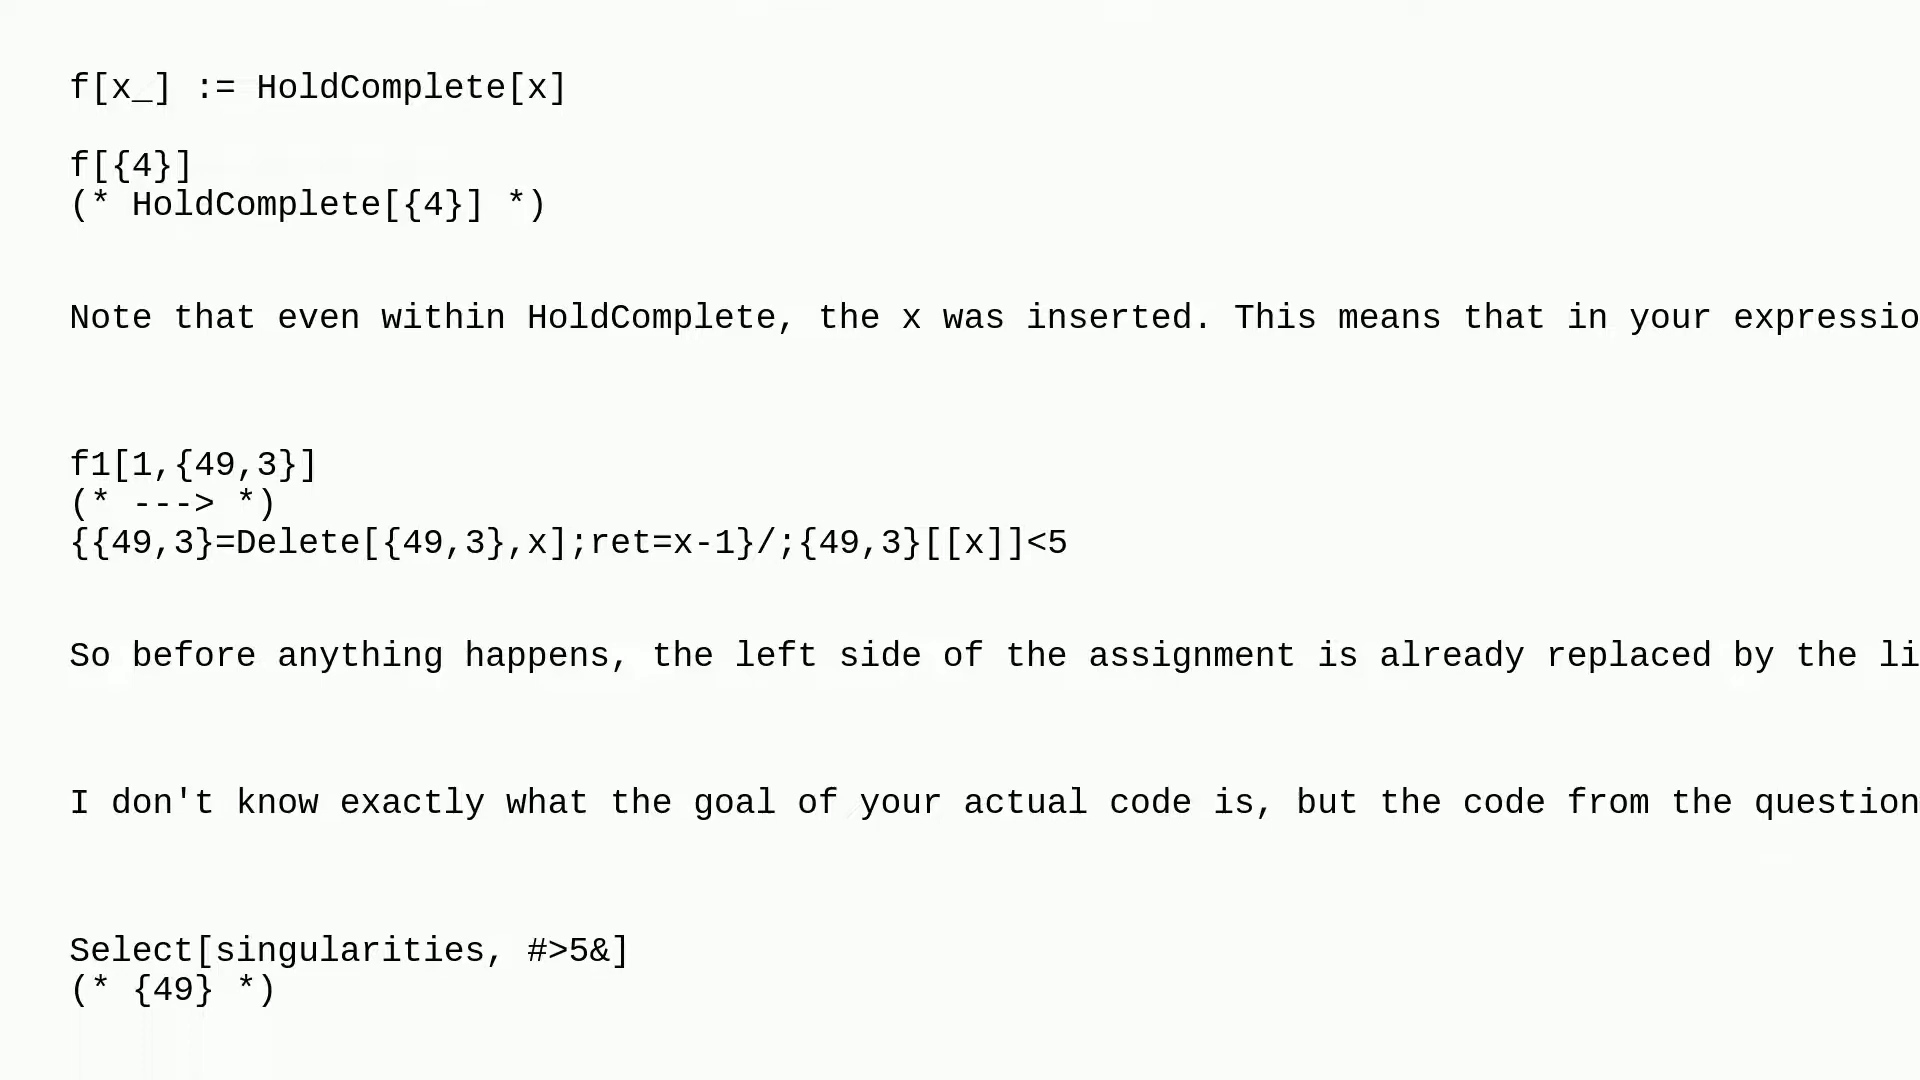 f[x_] := HoldComplete[x]
f[{4}]
(* HoldComplete[{4}] *)
Note that even within HoldComplete, the x was inserted. This means that in your expressio
f1[1,{49,3}]
(* ---> *)
{{49,3}=Delete[{49,3},x];ret=x-1}/;{49,3}[[x]]<5
So before anything happens, the left side of the assignment is already replaced by the li
I don't know exactly what the goal of your actual code is, but the code from the question
Select[singularities, #>5&]
(* {49} *)